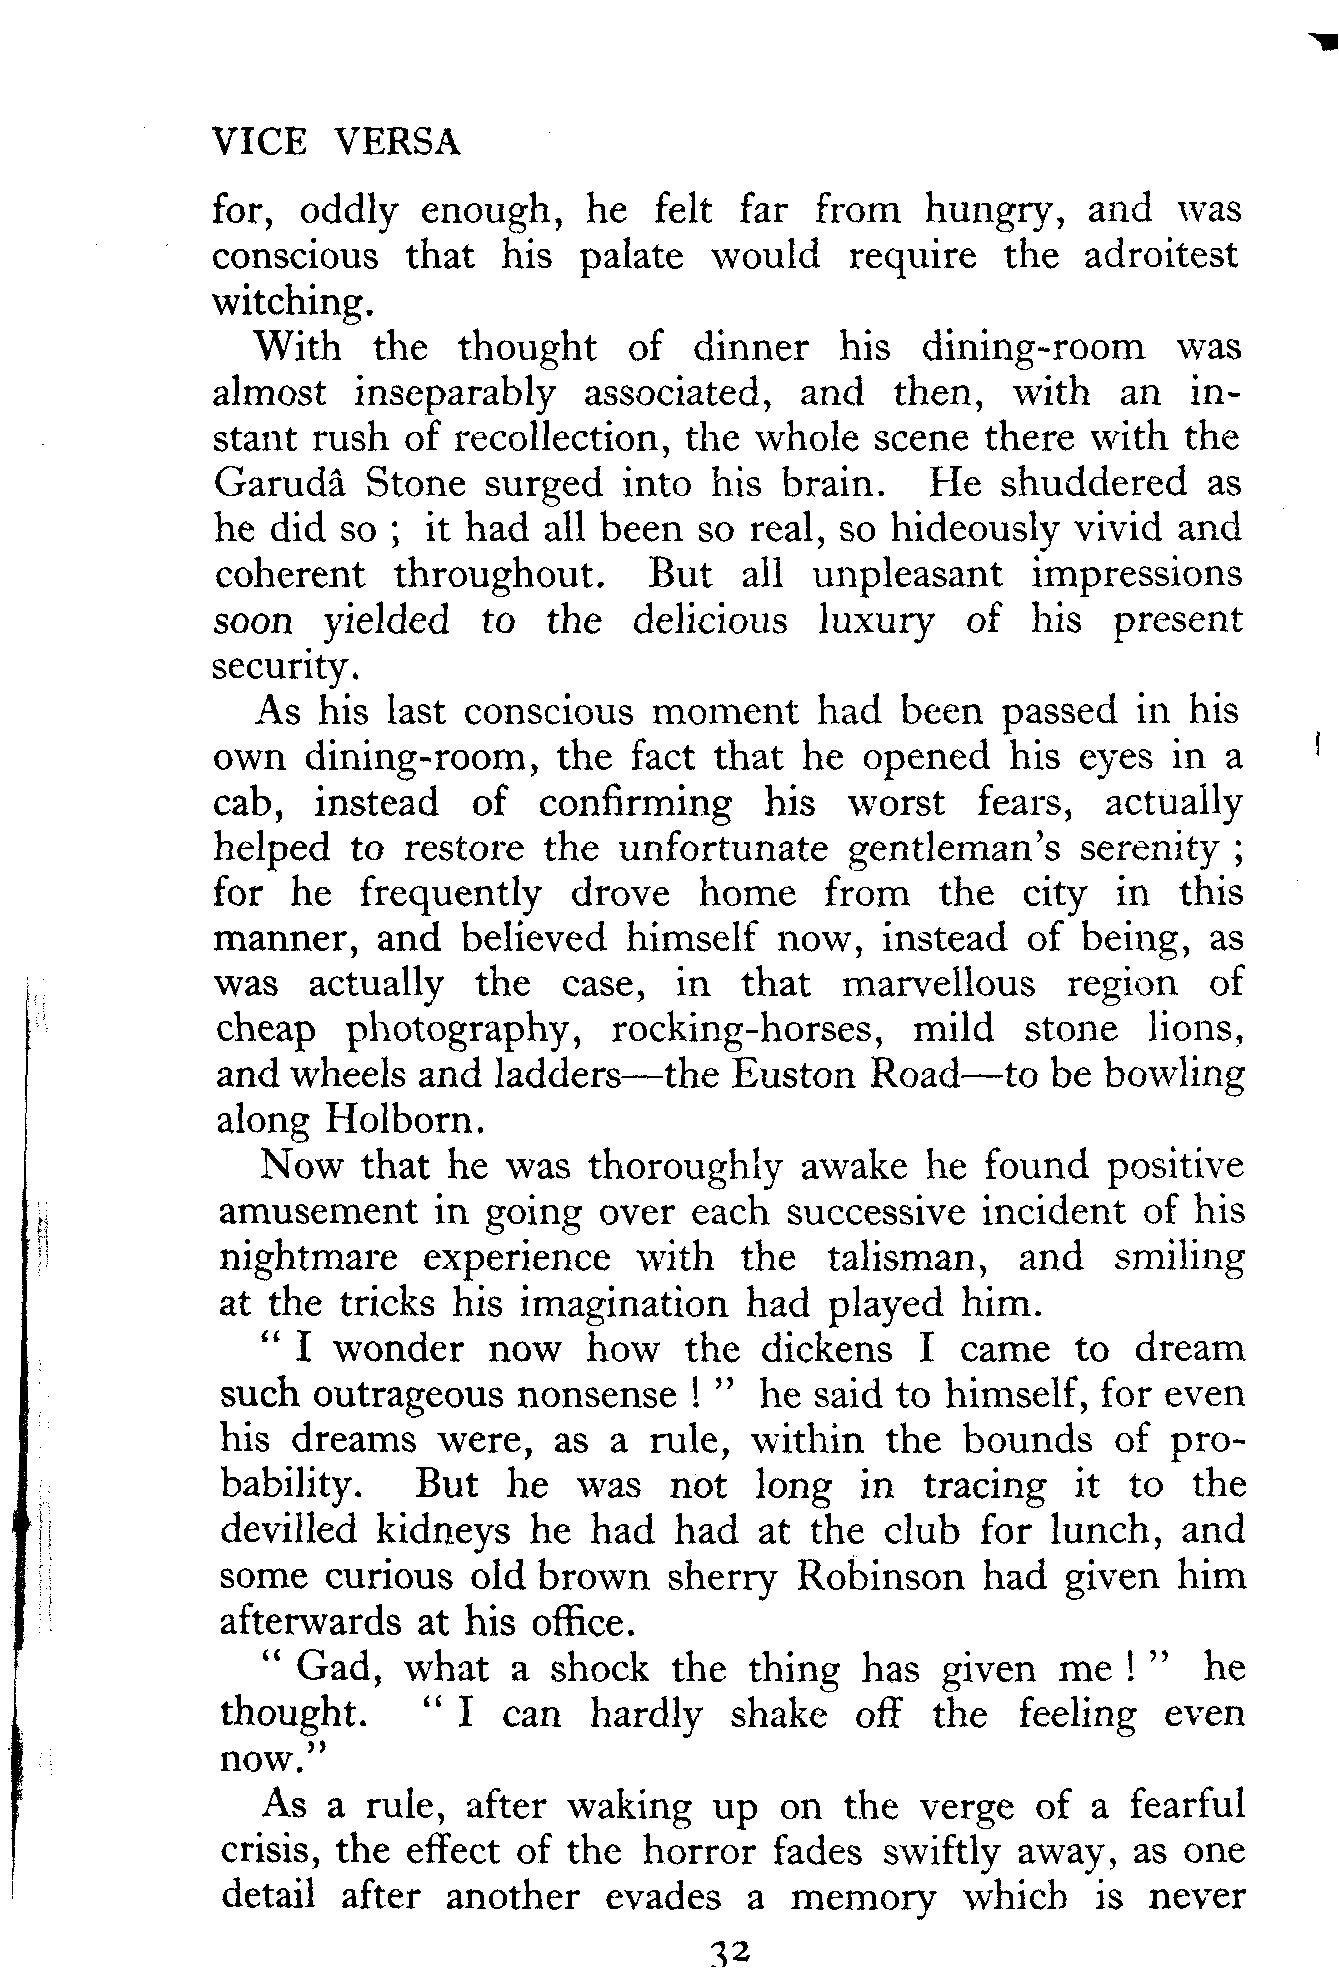 VICE VERSA
for, oddly enough, he felt far from hungry, and was
conscious that his palate would require the adroitest
witching.
With the thought of dinner his dining-room was
almost inseparably associated, and then, with an in-
stant rush of recollection, the whole scene there with the
Garudâ Stone surged into his brain. He shuddered as
he did so ; it had all been so real, so hideously vivid and
coherent throughout. But all unpleasant impressions
soon yielded to the delicious luxury of his present
security.
As his last conscious moment had been passed in his
own dining-room, the fact that he opened his eyes in a
cab, instead of confirming his worst fears, actually
helped to restore the unfortunate gentleman's serenity ;
for he frequently drove home from the city in this
manner, and believed himself now, instead of being, as
was actually the case, in that marvellous region of
cheap photography, rocking-horses, mild stone lions,
and wheels and ladders—the Euston Road—to be bowling
along Holborn.
Now that he was thoroughly awake he found positive
amusement in going over each successive incident of his
nightmare experience with the talisman, and smiling
at the tricks his imagination had played him.
" I wonder now how the dickens I came to dream
such outrageous nonsense ! " he said to himself, for even
his dreams were, as a rule, within the bounds of pro-
bability. But he was not long in tracing it to the
devilled kidneys he had had at the club for lunch, and
some curious old brown sherry Robinson had given him
afterwards at his office.
" Gad, what a shock the thing has given me ! " he
thought. " I can hardly shake off the feeling even
now."
As a rule, after waking up on the verge of a fearful
crisis, the effect of the horror fades swiftly away, as one
detail after another evades a memory which is never
32